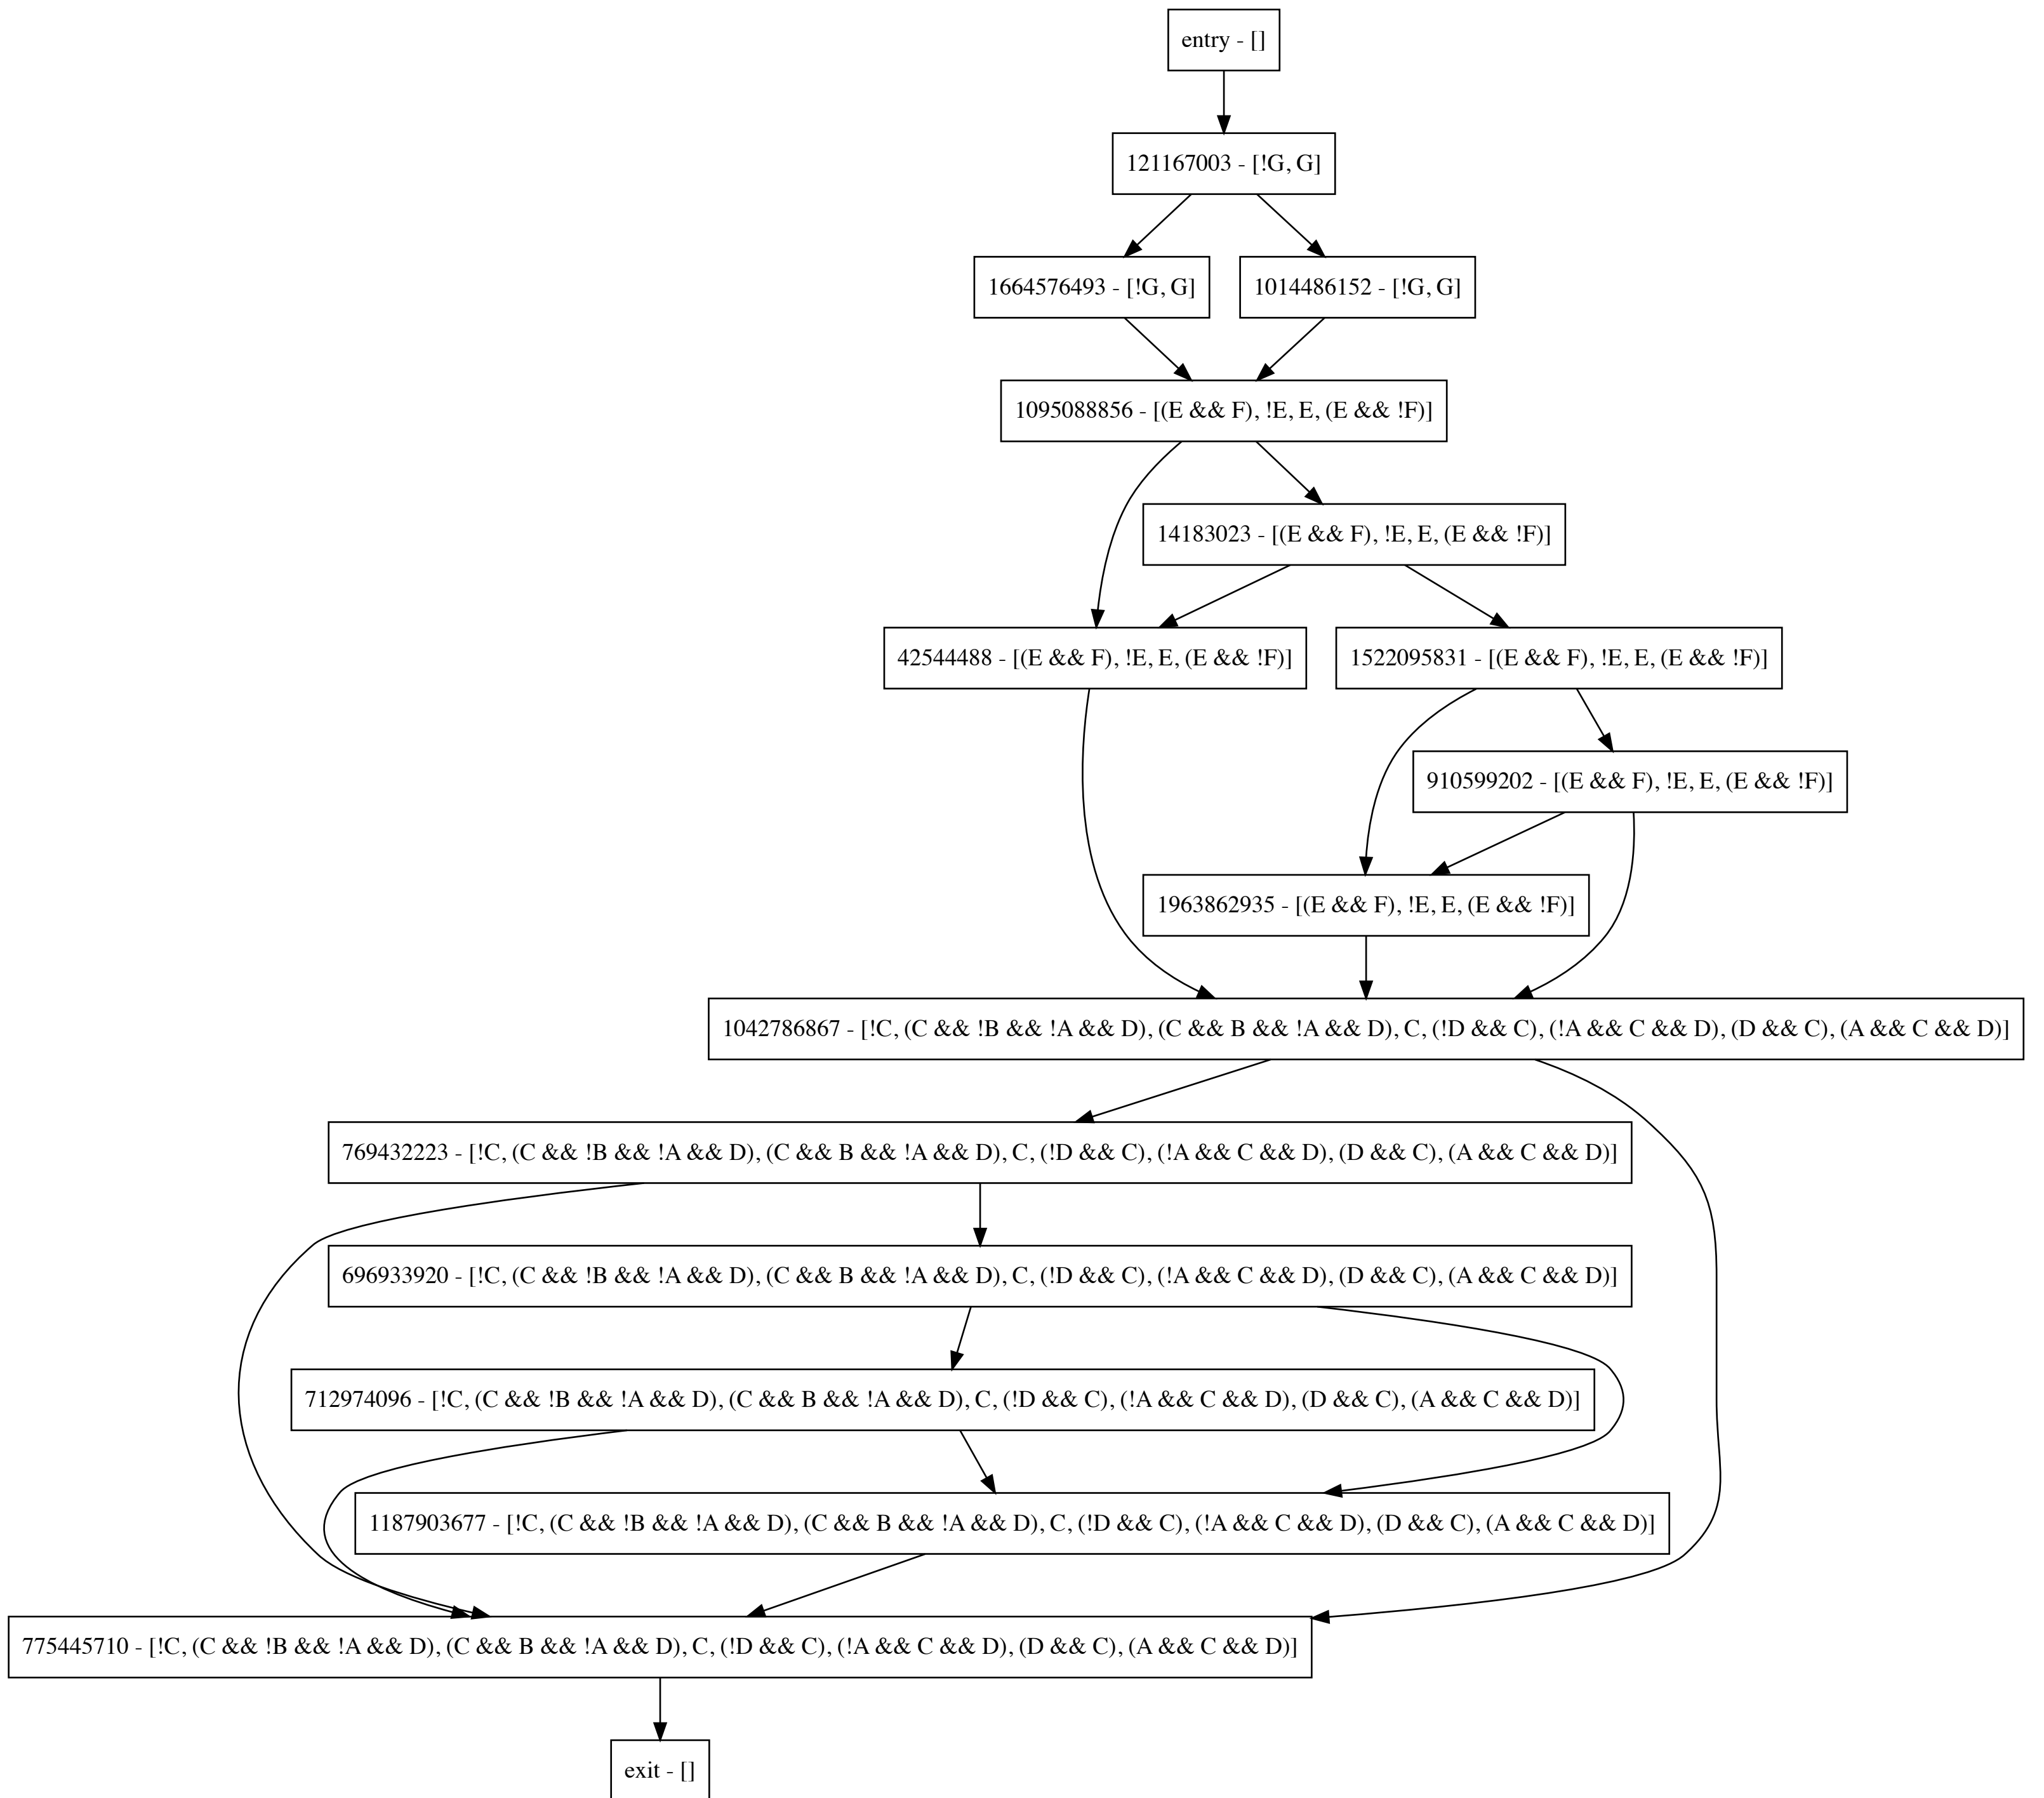 entry - []
121167003 - [!G, G]
1664576493 - [!G, G]
1014486152 - [!G, G]
1095088856 - [(E && F), !E, E, (E && !F)]
14183023 - [(E && F), !E, E, (E && !F)]
42544488 - [(E && F), !E, E, (E && !F)]
1522095831 - [(E && F), !E, E, (E && !F)]
910599202 - [(E && F), !E, E, (E && !F)]
1963862935 - [(E && F), !E, E, (E && !F)]
1042786867 - [!C, (C && !B && !A && D), (C && B && !A && D), C, (!D && C), (!A && C && D), (D && C), (A && C && D)]
769432223 - [!C, (C && !B && !A && D), (C && B && !A && D), C, (!D && C), (!A && C && D), (D && C), (A && C && D)]
696933920 - [!C, (C && !B && !A && D), (C && B && !A && D), C, (!D && C), (!A && C && D), (D && C), (A && C && D)]
712974096 - [!C, (C && !B && !A && D), (C && B && !A && D), C, (!D && C), (!A && C && D), (D && C), (A && C && D)]
1187903677 - [!C, (C && !B && !A && D), (C && B && !A && D), C, (!D && C), (!A && C && D), (D && C), (A && C && D)]
775445710 - [!C, (C && !B && !A && D), (C && B && !A && D), C, (!D && C), (!A && C && D), (D && C), (A && C && D)]
exit - []